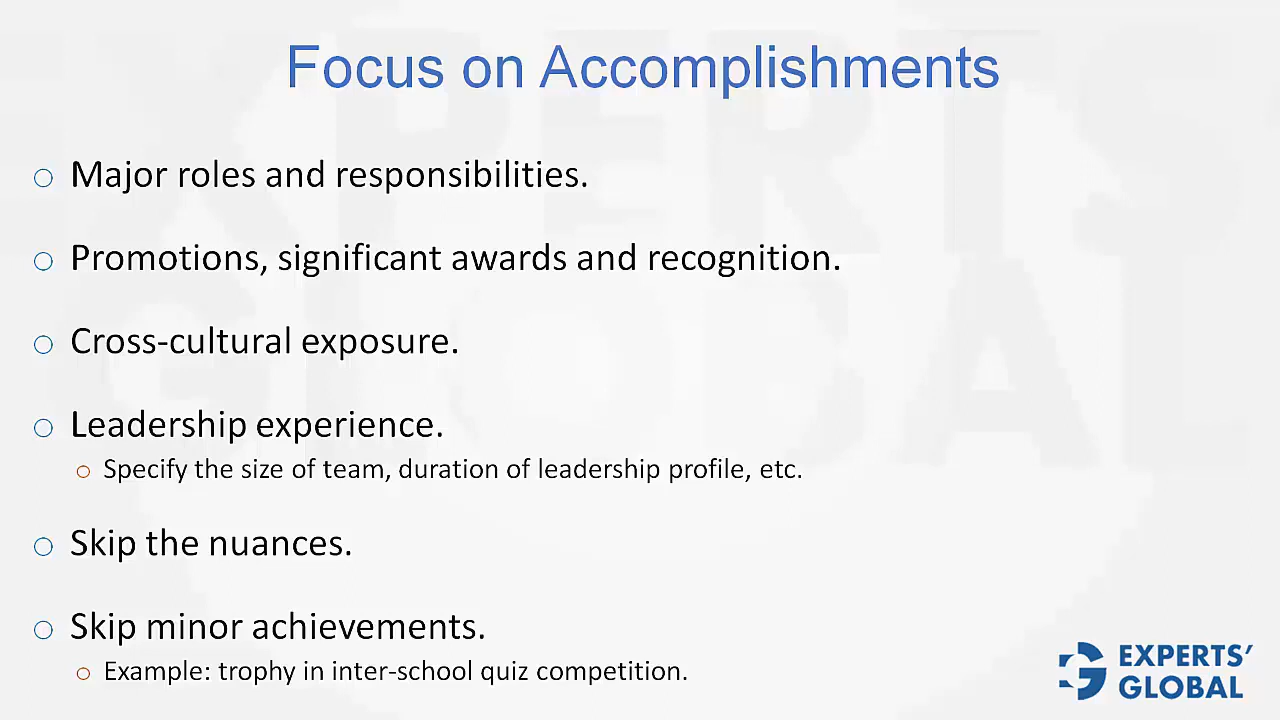 Focus on Accomplishments
Major roles and responsibilities.
Promotions, significant awards and recognition.
Cross-cultural exposure.
Leadership experience.
Specify the size of team, duration of leadership profile, etc.
Skip the nuances.
Skip minor achievements.
Example: trophy in inter-school quiz competition.
EXPERTS’
GLOBAL